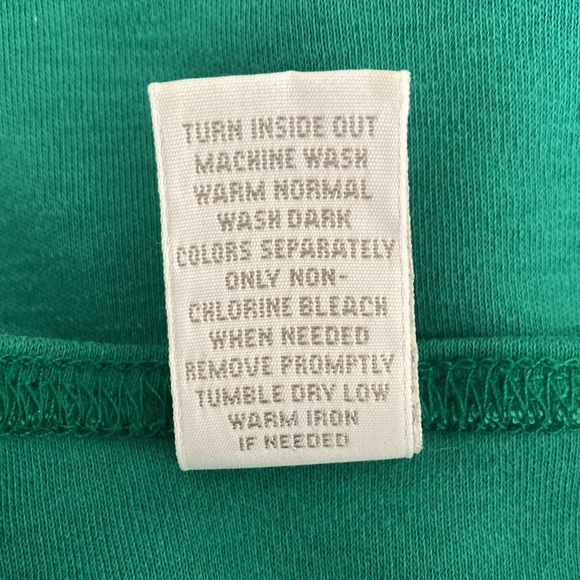 TURN INSIDE OUT
MACHINE WASH
WARM NORMAL
WASH DARK
COLORS SEPARATELY
ONLY NON-
CHLORINE BLEACH
WHEN NEEDED
REMOVE PROMPTLY
TUMBLE DRY LOW
WARM IRON
IF NEEDED